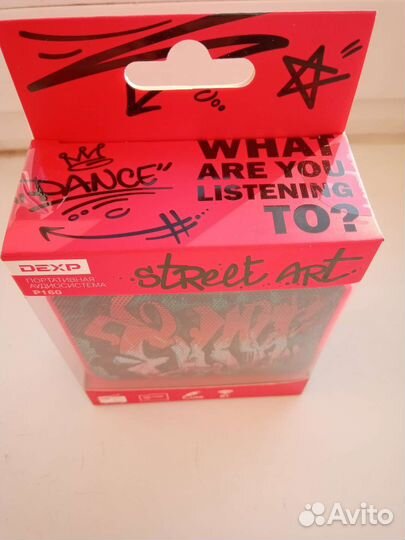 WHAT
ARE YOU
LISTENING
TO?
"DANCE"
DEXP
ПОРТАТИВНАЯ
АУДИОСИСТЕМА
P160
street art
Avito